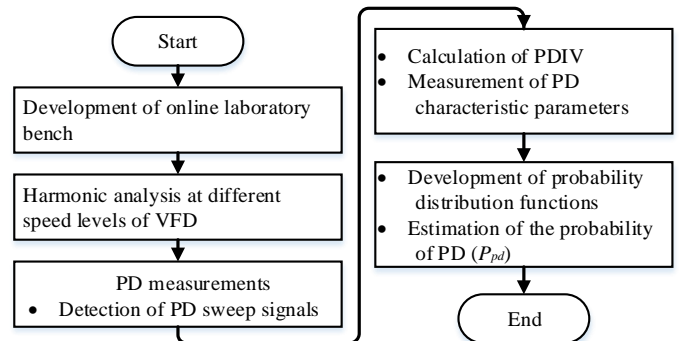 Start
Development of online laboratory
bench
Harmonic analysis at different
speed levels of VFD
PD measurements
• Detection of PD sweep signals
• Calculation of PDIV
• Measurement of PD
characteristic parameters
• Development of probability
distribution functions
• Estimation of the probability
of PD (Ppd)
End